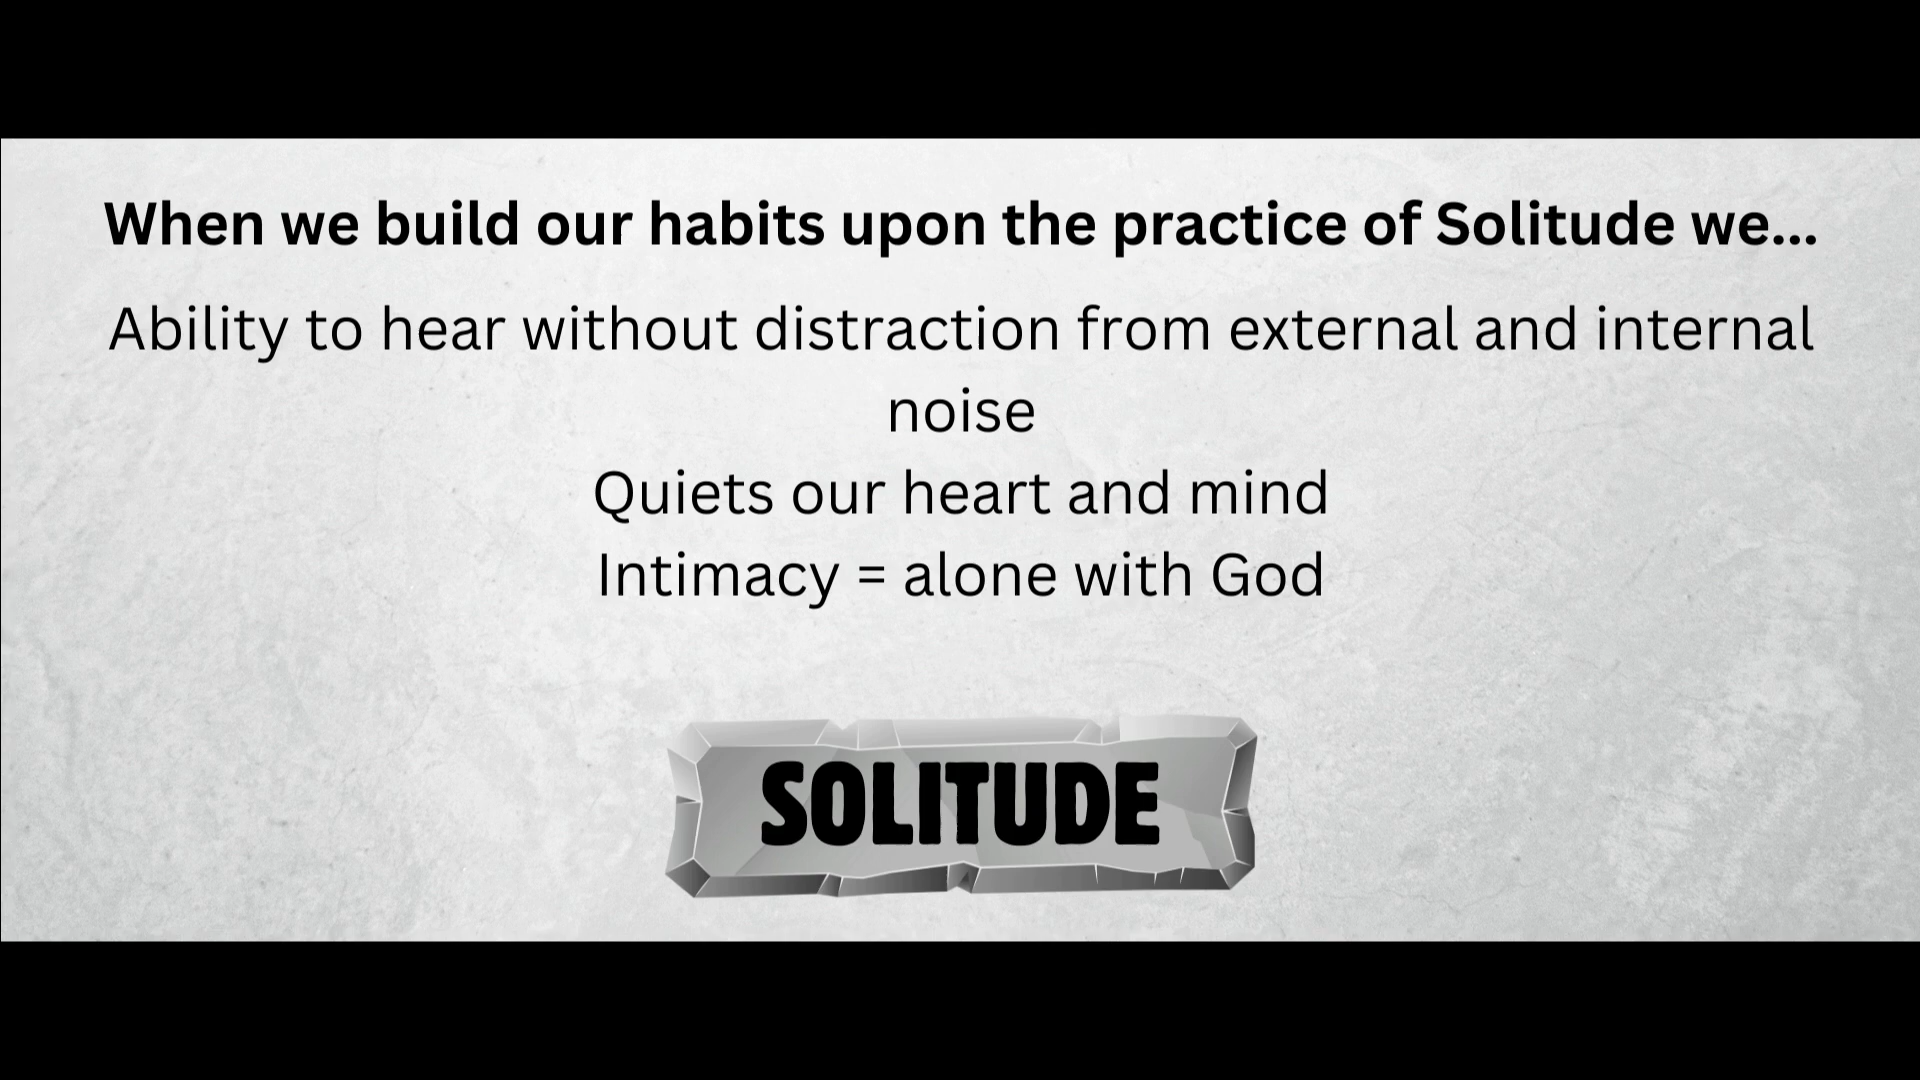 When we build our habits upon the practice of Solitude we...
Ability to hear without distraction from external and internal
noise
Quiets our heart and mind
Intimacy = alone with God
SOLITUDE